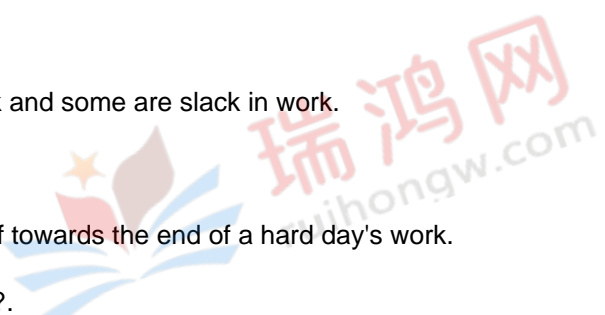 瑞鸿网
and some are slack in work.
ruihongw.com
towards the end of a hard day's work.
?.